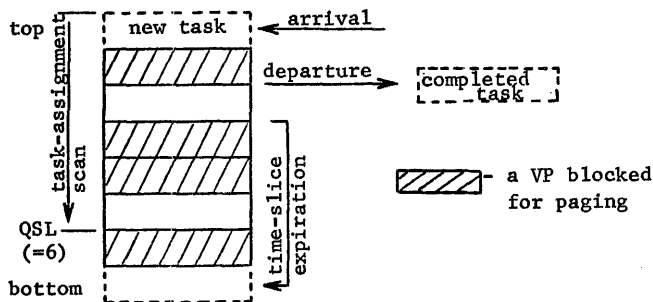 top
new task
arrival
task-assignment
scan
departure
completed
task
time-slice
expiration
- a VP blocked
for paging
QSL
(=6)
bottom